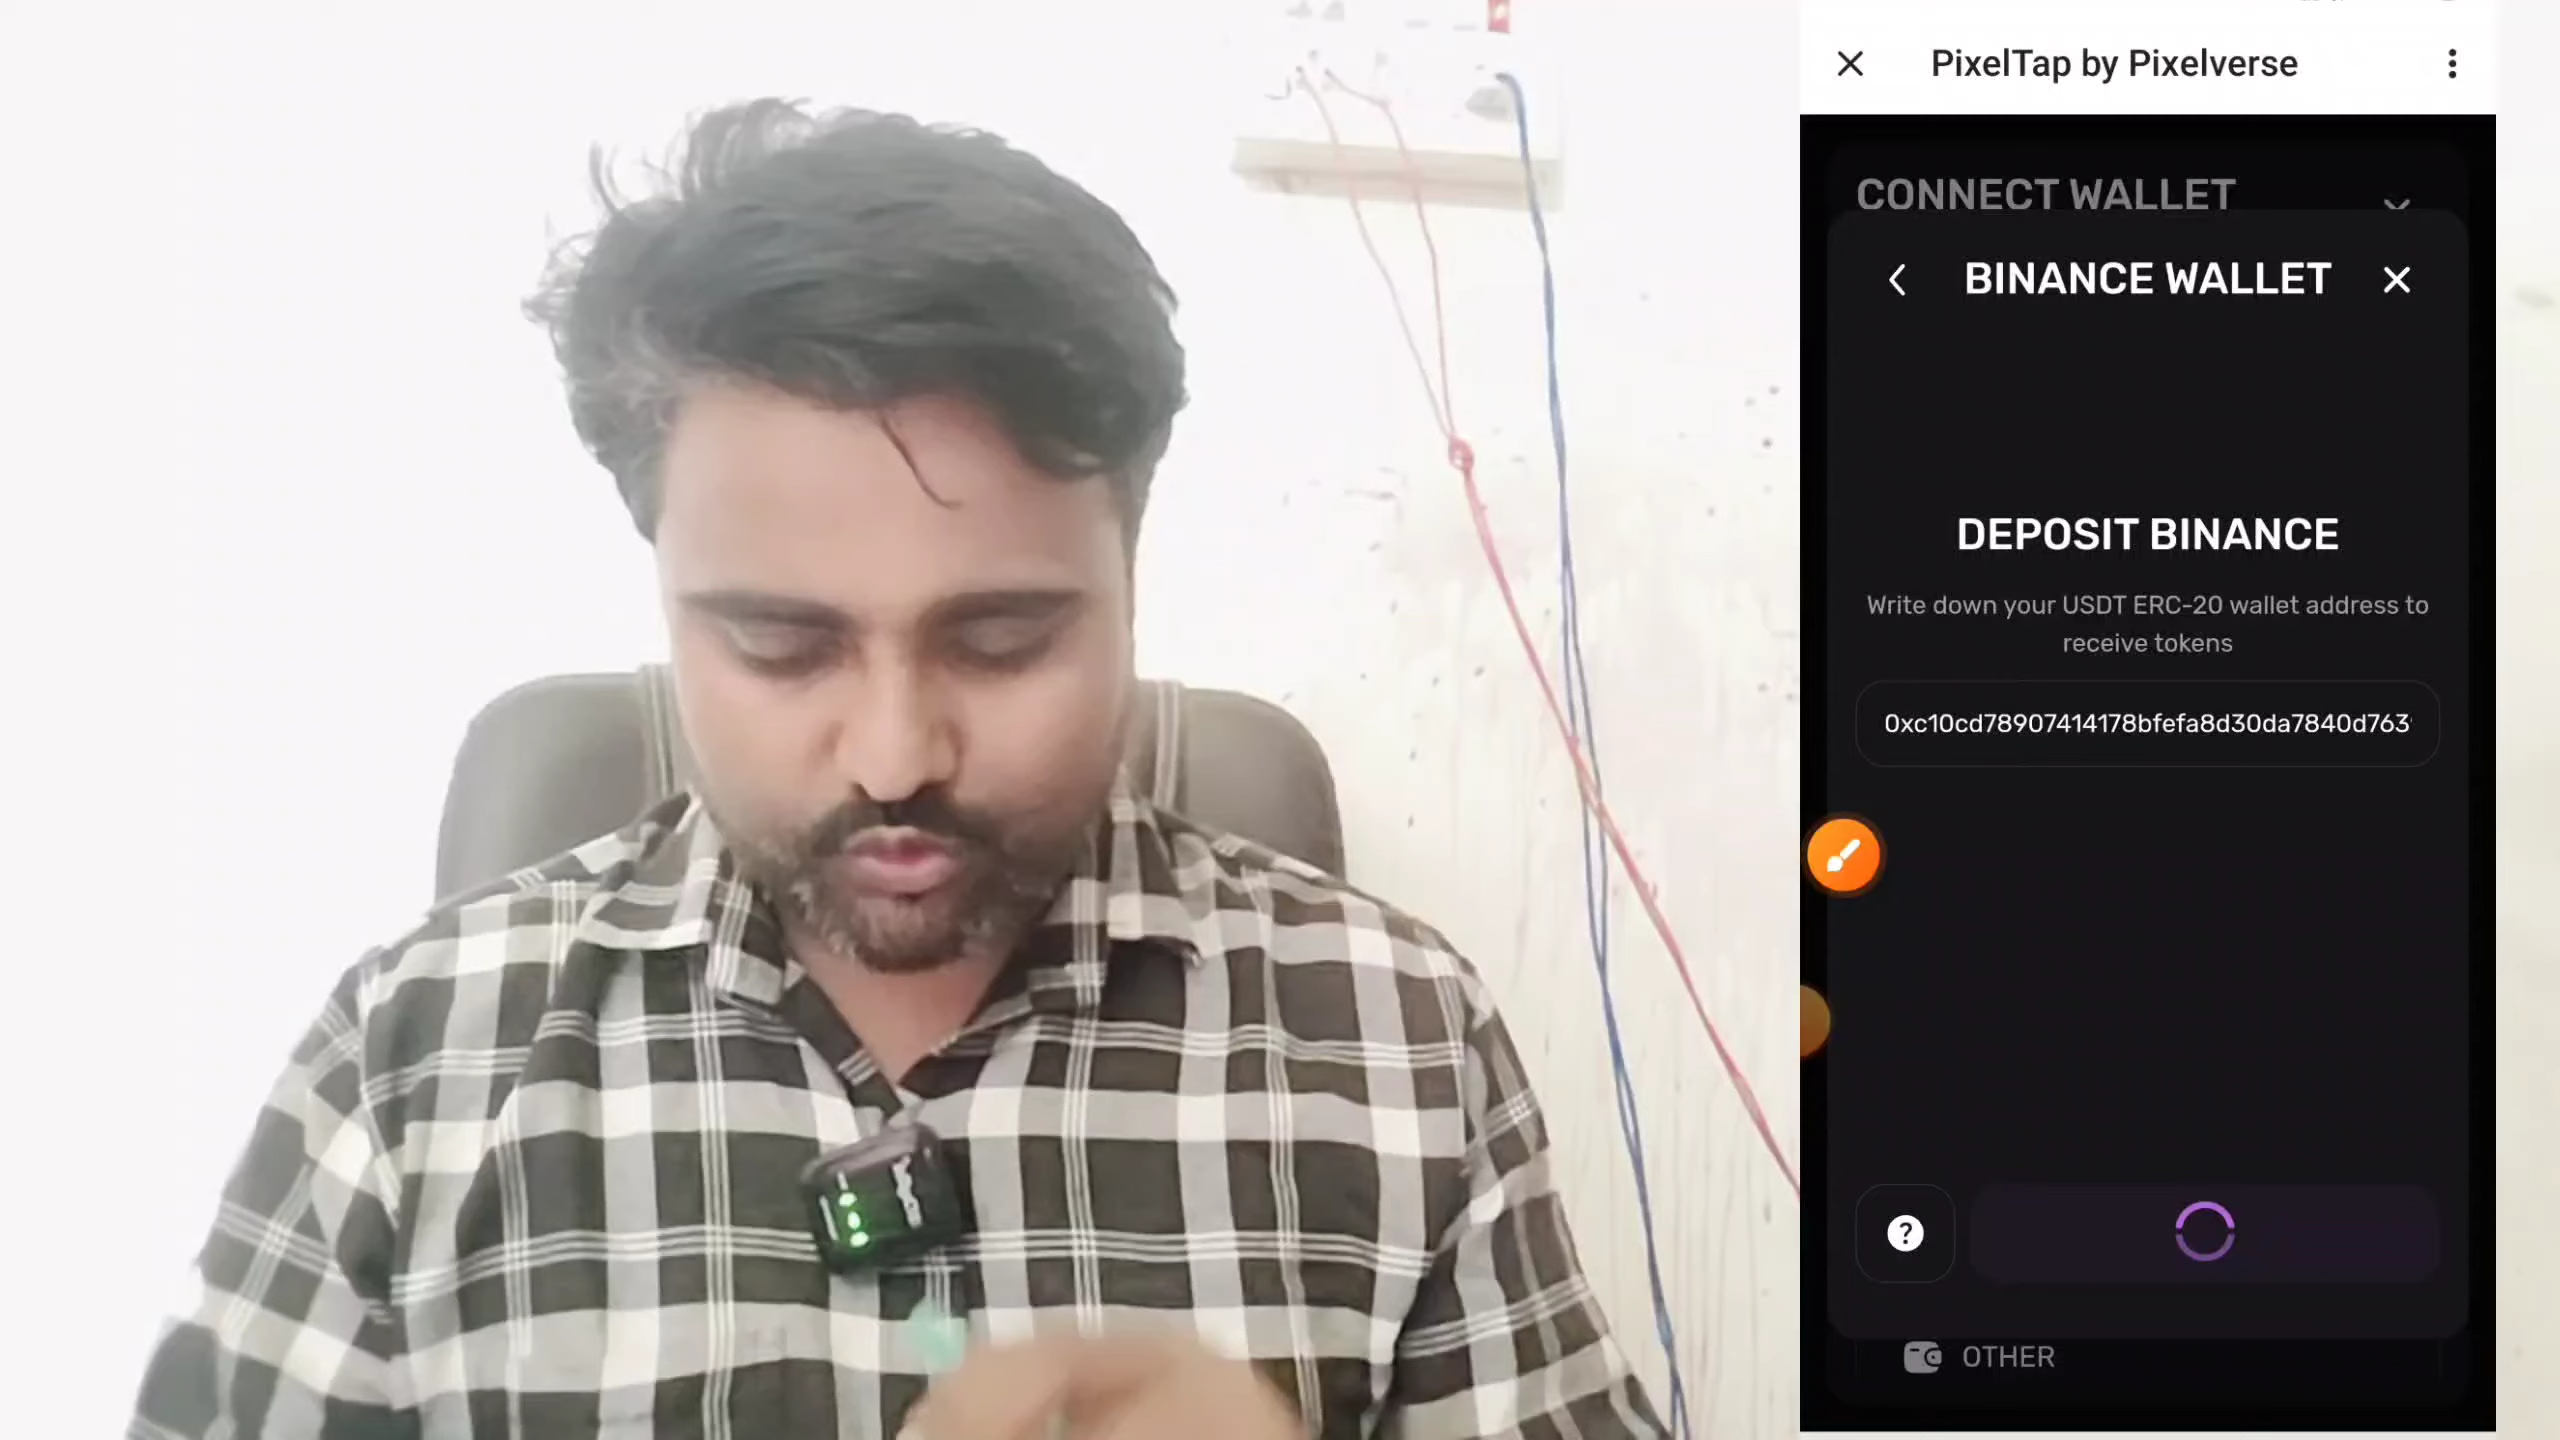 PixelTap by Pixelverse
CONNECT WALLET
BINANCE WALLET
DEPOSIT BINANCE
Write down your USDT ERC-20 wallet address to
receive tokens
0xc10cd78907414178bfefa8d30da7840d763
?
OTHER